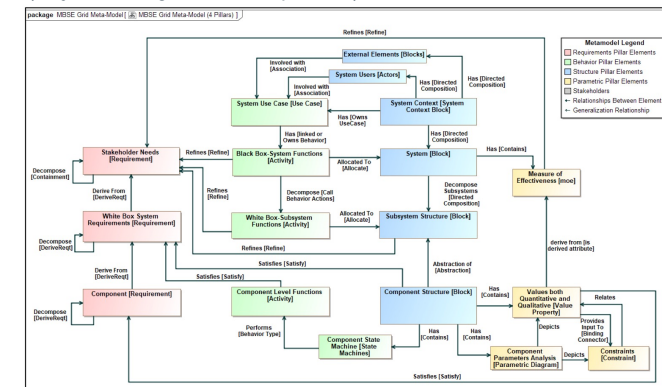 package MBSE Grid Meta-Model [ MBSE Grid Meta-Model (4 Pillars) ]
Refines [Refine]
External Elements [Blocks]
Involved with
[Association]
System Users [Actors]
Involved with
[Association]
Has [Directed
Composition]
Has [Directed
Composition]
Metamodel Legend
Requirements Pillar Elements
Behavior Pillar Elements
Structure Pillar Elements
Parametric Pillar Elements
Stakeholders
Relationships Between Element
Generalization Relationship
System Use Case [Use Case]
Has [Owns
UseCase]
System Context [System
Context Block]
Has [linked or
Owns Behavior]
Has [Directed
Composition]
Stakeholder Needs
[Requirement]
Refines [Refine]
Black Box-System Functions
[Activity]
Allocated To
[Allocate]
System [Block]
Has [Contains]
Measure of
Effectiveness [moe]
Decompose
[Containment]
Derive From
[DeriveReqt]
Refines
[Refine]
Decompose [Call
Behavior Actions]
Decompose
Subsystems
[Directed
Composition]
White Box System
Requirements [Requirement]
White Box-Subsystem
Functions [Activity]
Allocated To
[Allocate]
Subsystem Structure [Block]
Decompose
[DeriveReqt]
Refines [Refine]
derive from [is
derived attribute]
Satisfies [Satisfy]
Abstraction of
[Abstraction]
Derive From
[DeriveReqt]
Satisfies [Satisfy]
Component [Requirement]
Component Level Functions
[Activity]
Component Structure [Block]
Has
[Contains]
Values both
Quantitative and
Qualitative [Value
Property]
Relates
Decompose
[DeriveReqt]
Performs
[Behavior Type]
Has
[Contains]
Has
[Contains]
Depicts
Provides
Input To
[Binding
Connector]
Component State
Machine [State
Machines]
Component
Parameters Analysis
[Parametric Diagram]
Depicts
Constraints
[Constraint]
Satisfies [Satisfy]